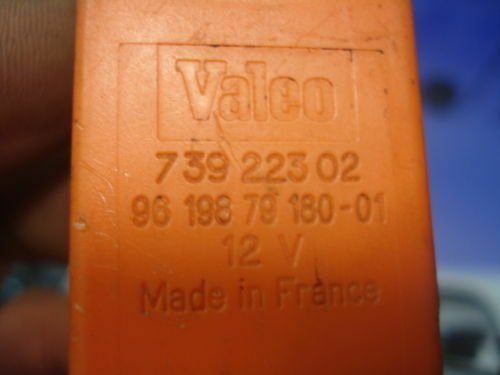 Valeo
739 223 02
96 198 79 180-01
12 V
Made in France